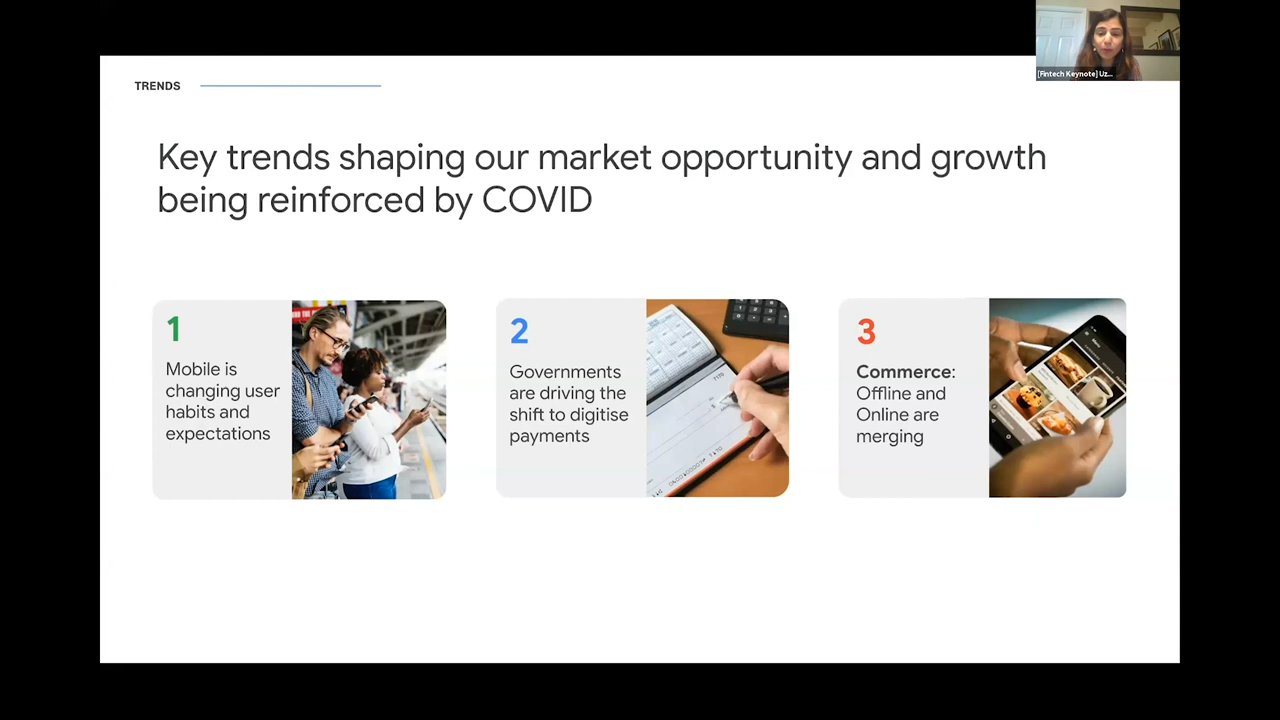 TRENDS
[Fintech Keynote] Uz...
Key trends shaping our market opportunity and growth
being reinforced by COVID
1
Mobile is
changing user
habits and
expectations
2
Governments
are driving the
shift to digitise
payments
3
Commerce:
Offline and
Online are
merging